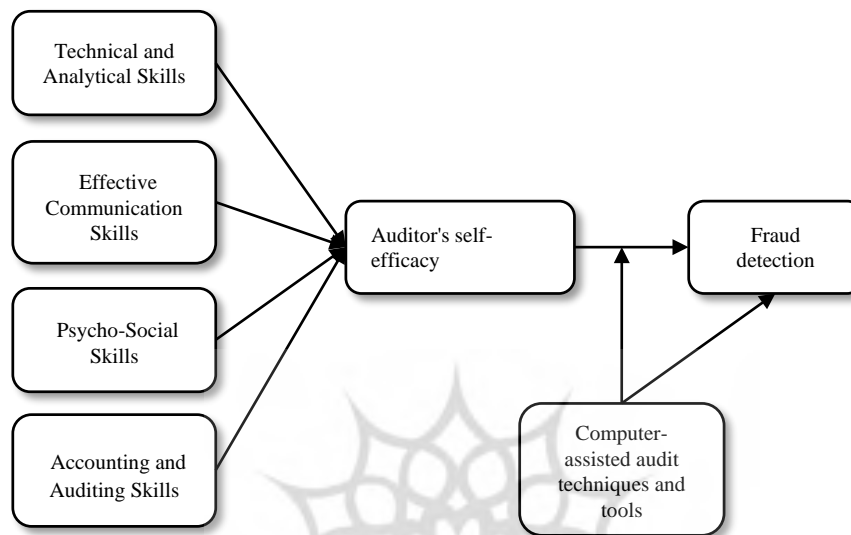 Technical and
Analytical Skills
Effective
Communication
Skills
Psycho-Social
Skills
Accounting and
Auditing Skills
Auditor's self-
efficacy
Fraud
detection
Computer-
assisted audit
techniques and
tools